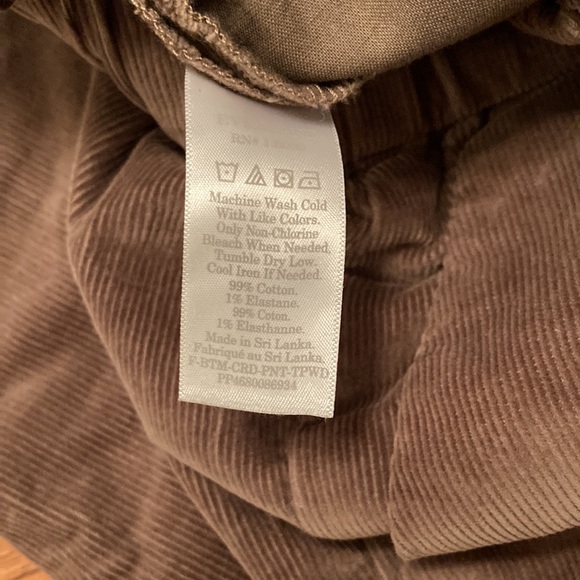 RN#
Machine Wash Cold
With Like Colors.
Only Non-Chlorine
Bleach When Needed.
Tumble Dry Low.
Cool Iron If Needed.
99% Cotton.
1% Elastane.
99% Coton.
1% Elasthanne.
Made in Sri Lanka.
Fabriqué au Sri Lanka.
F-BTM-CRD-PNT-TPWD
PP4680086934